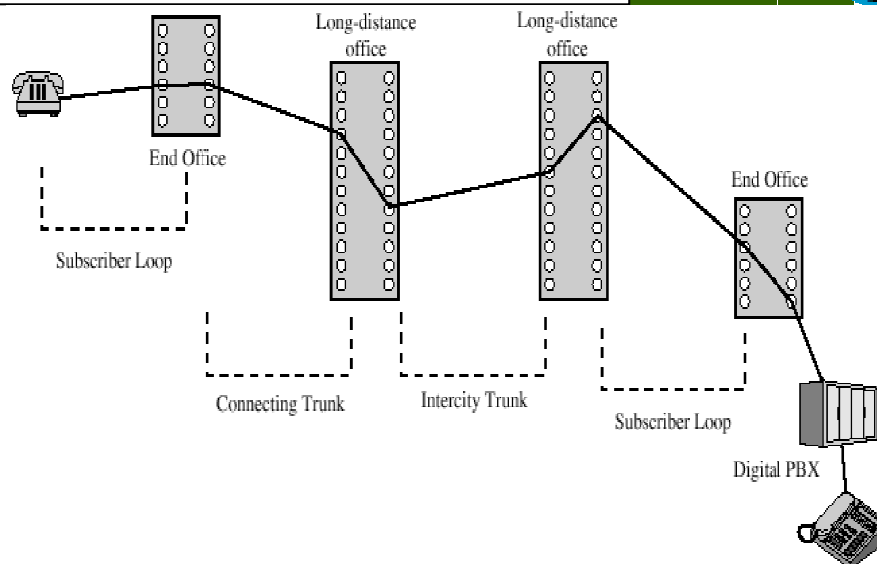 Long-distance
office
Long-distance
office
End Office
End Office
Subscriber Loop
Connecting Trunk
Intercity Trunk
Subscriber Loop
Digital PBX